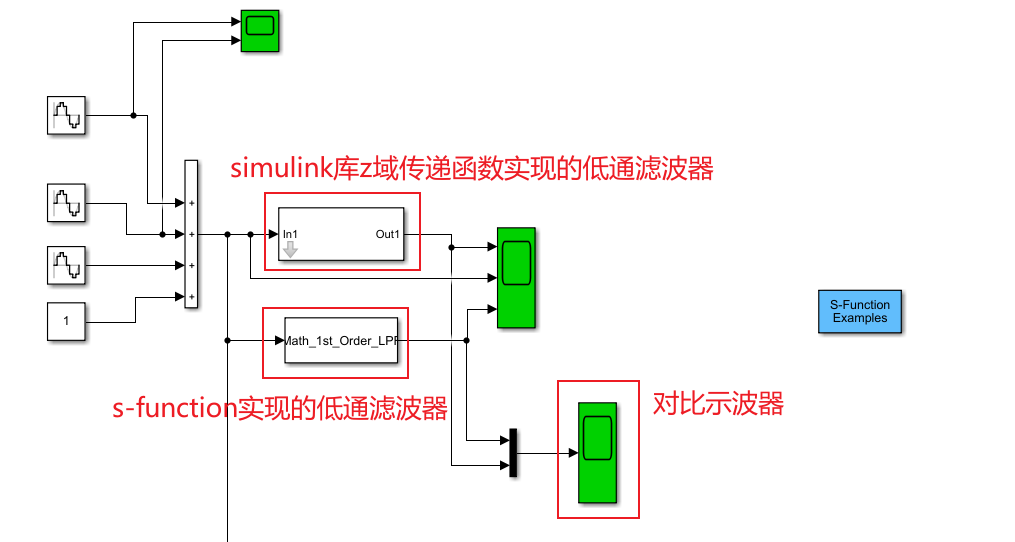 simulink库z域传递函数实现的低通滤波器
+
+
+
+
In1
Out1
1
S-Function
Examples
Math_1st_Order_LPF
s-function实现的低通滤波器
对比示波器